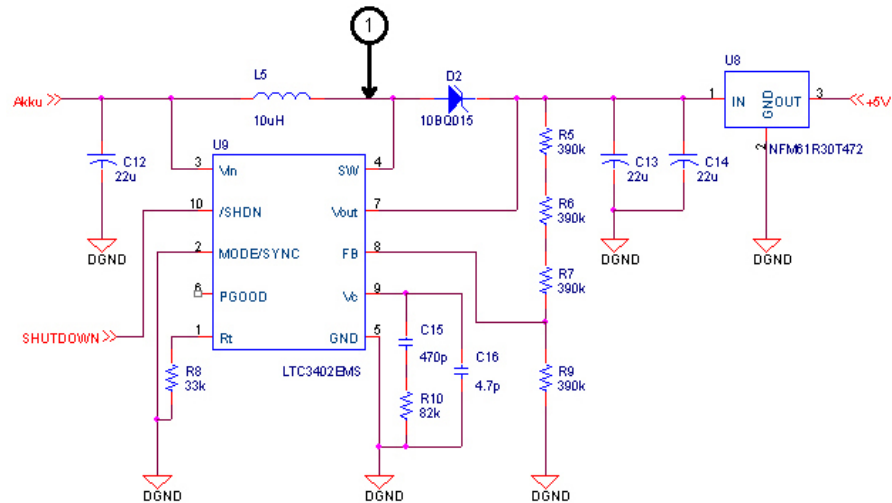 1
L5
10uH
D2
10BQ015
U8
1
IN
GND
OUT
3
2
NFM61R30T472
Akku
+5V
C12
22u
DGND
U9
3
Vin
SW
4
10
/SHDN
Vout
7
2
MODE/SYNC
FB
8
6
PGOOD
Vc
9
1
Rt
GND
5
LTC3402EMS
SHUTDOWN
R8
33k
C15
470p
C16
4.7p
R10
82k
R5
390k
R6
390k
R7
390k
R9
390k
C13
22u
C14
22u
DGND
DGND
DGND
DGND
DGND